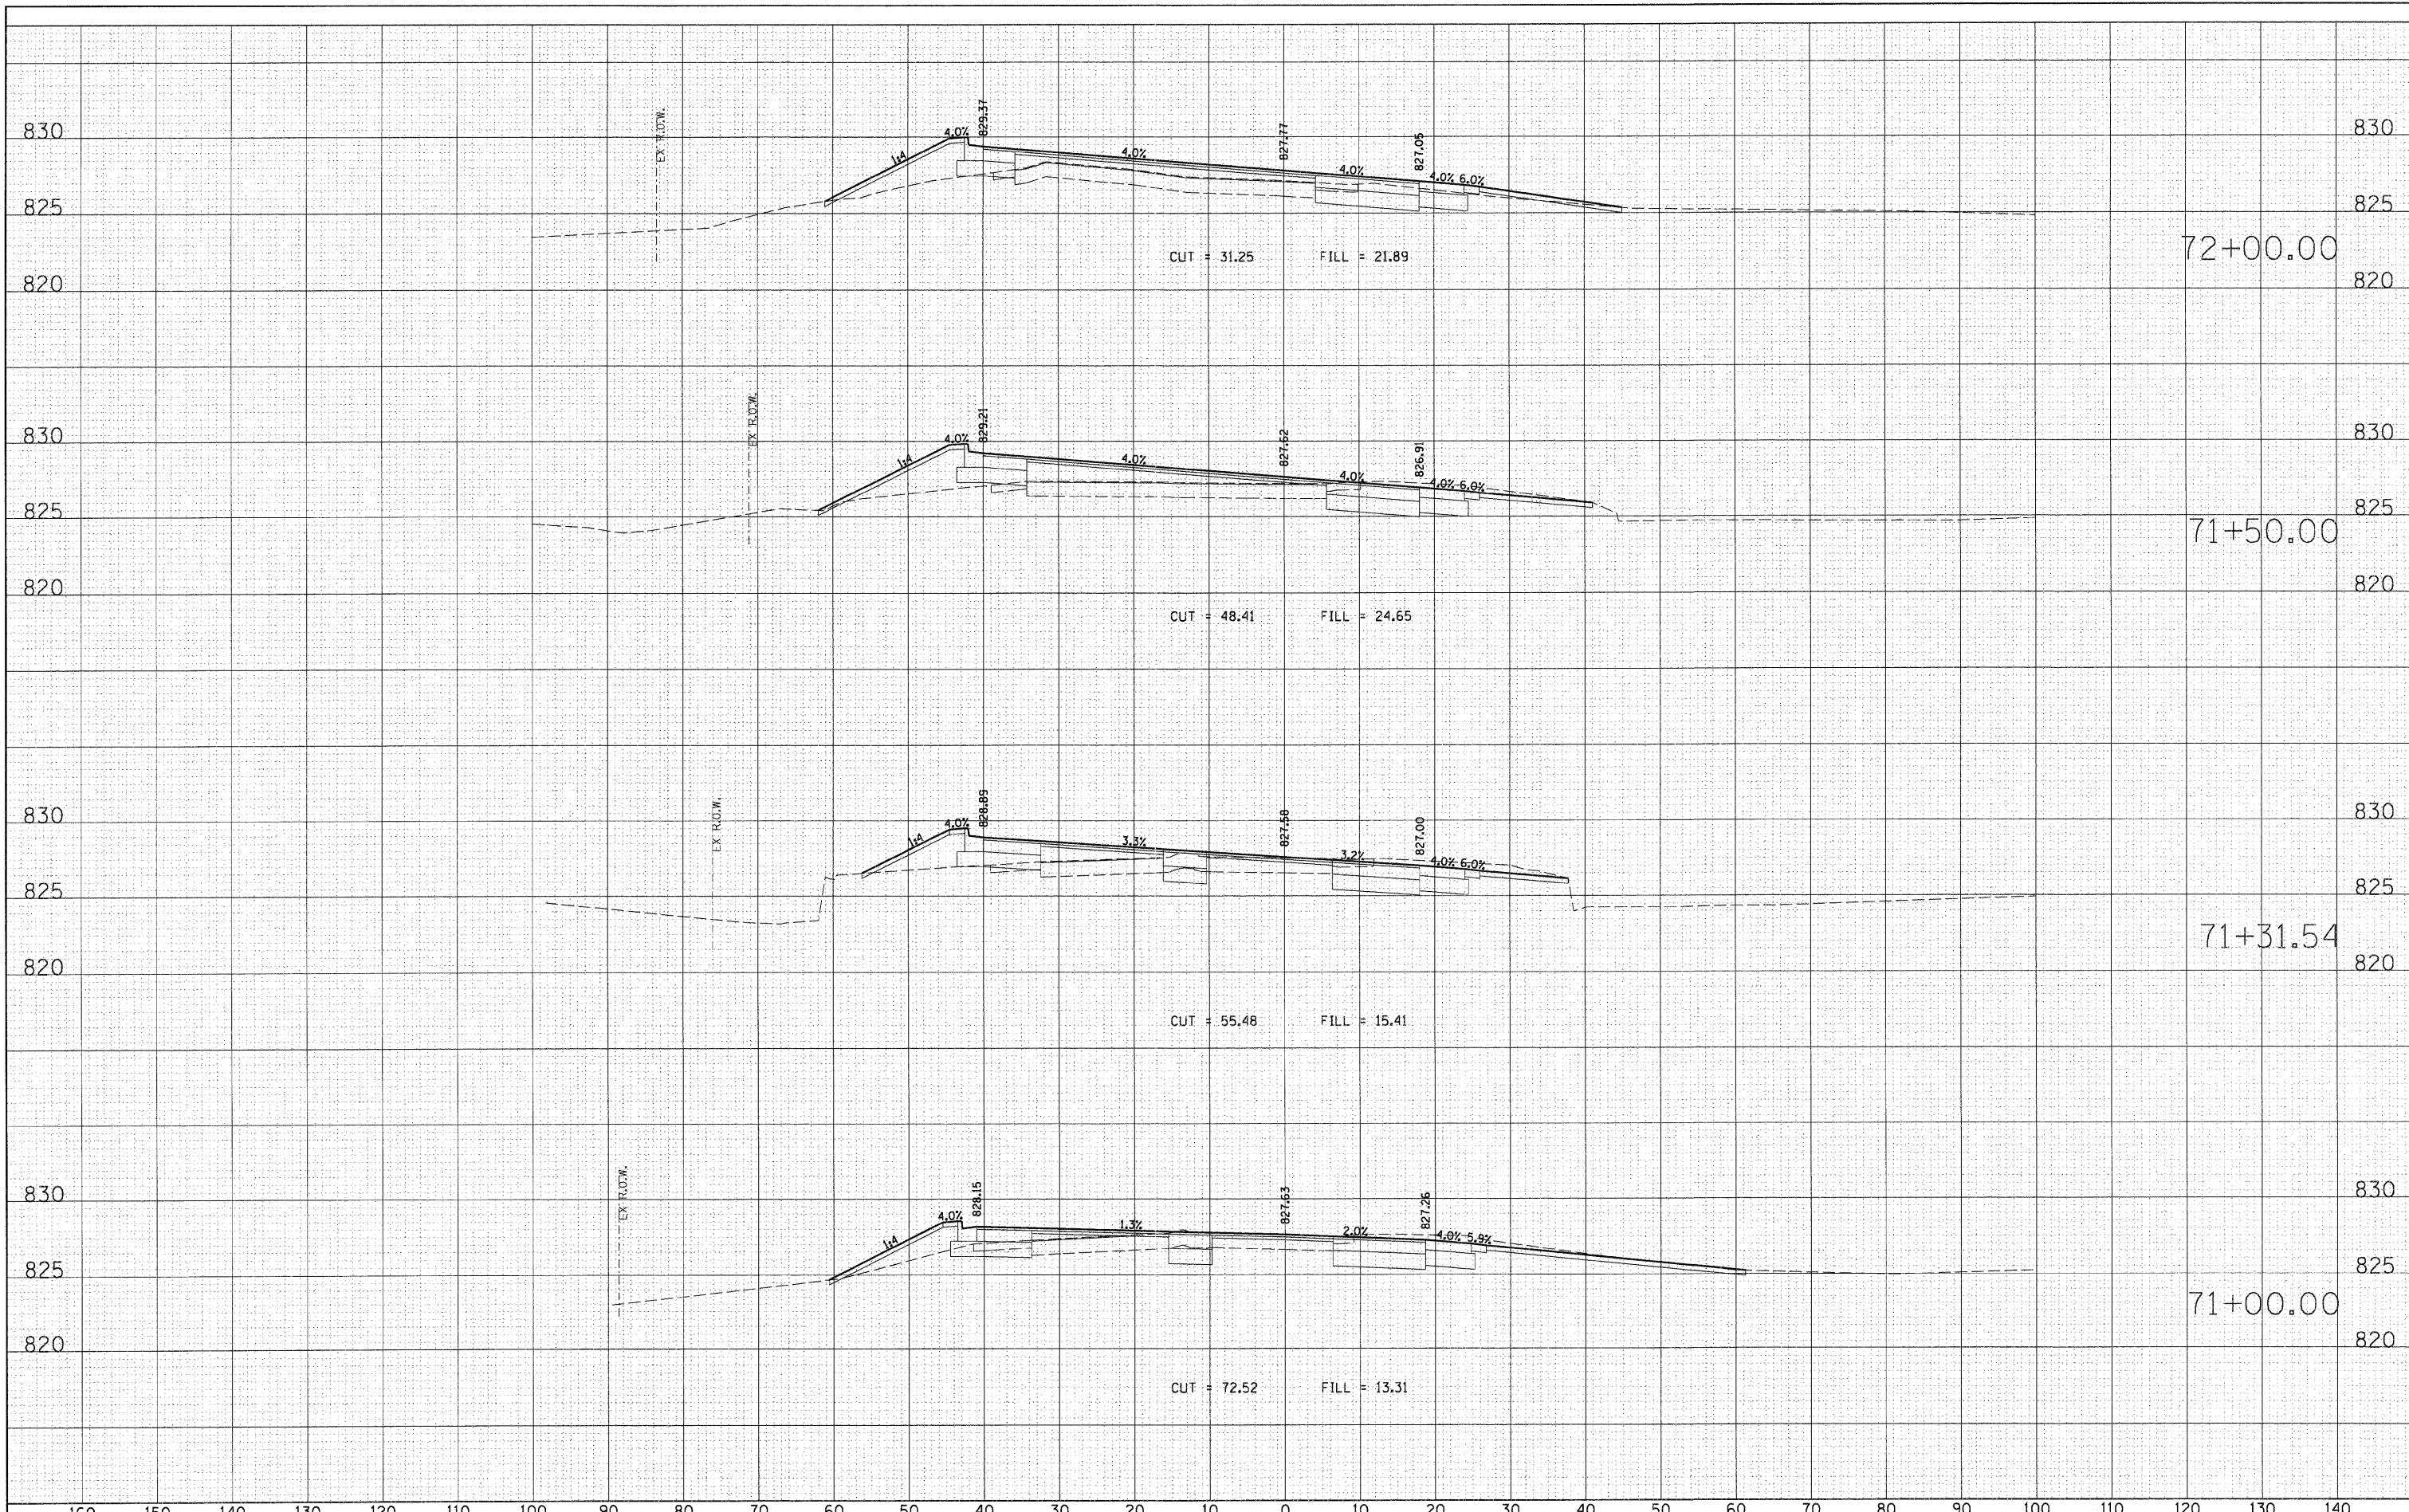 EX R.O.W.
829.37
827.77
827.05
830 4.0% 830
1:4 4.0% 4.0% 4.0% 6.0%
825 825
72+00.00
CUT = 31.25 FILL = 21.89
820 820
EX R.O.W.
829.21
827.62
826.91
830 4.0% 830
1:4 4.0% 4.0% 4.0% 6.0%
825 825
71+50.00
820 820
CUT = 48.41 FILL = 24.65
EX R.O.W.
828.89
827.58
827.00
830 4.0% 830
1:4 3.3% 3.2% 4.0% 6.0%
825 825
71+31.54
820 820
CUT = 55.48 FILL = 15.41
EX R.O.W.
828.15
827.63
827.26
830 830
4.0% 1.3% 2.0% 4.0% 5.9%
1:4
825 825
71+00.00
820 820
CUT = 72.52 FILL = 13.31
160 150 140 130 120 110 100 90 80 70 60 50 40 30 20 10 0 10 20 30 40 50 60 70 80 90 100 110 120 130 140